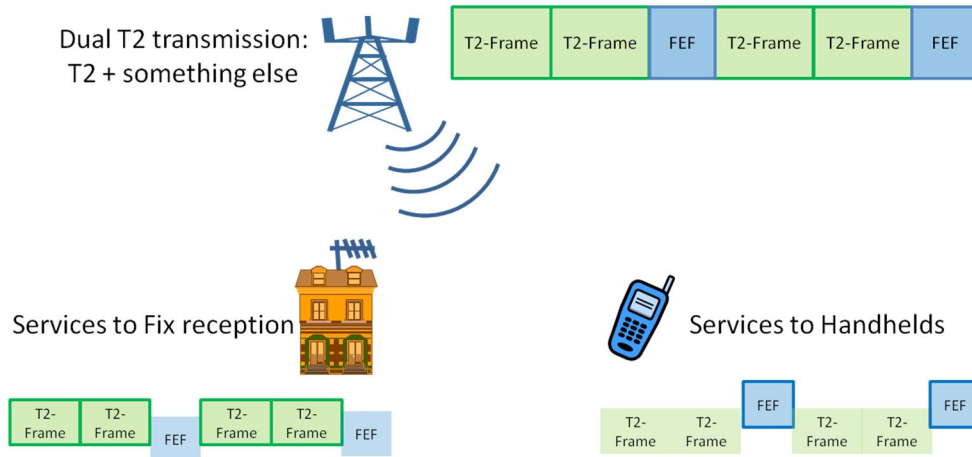 Dual T2 transmission:
T2 + something else
T2-Frame T2-Frame FEF T2-Frame T2-Frame FEF
Services to Fix reception
Services to Handhelds
T2-
Frame
T2-
Frame
FEF
T2-
Frame
T2-
Frame
FEF
T2-
Frame
T2-
Frame
FEF
T2-
Frame
T2-
Frame
FEF